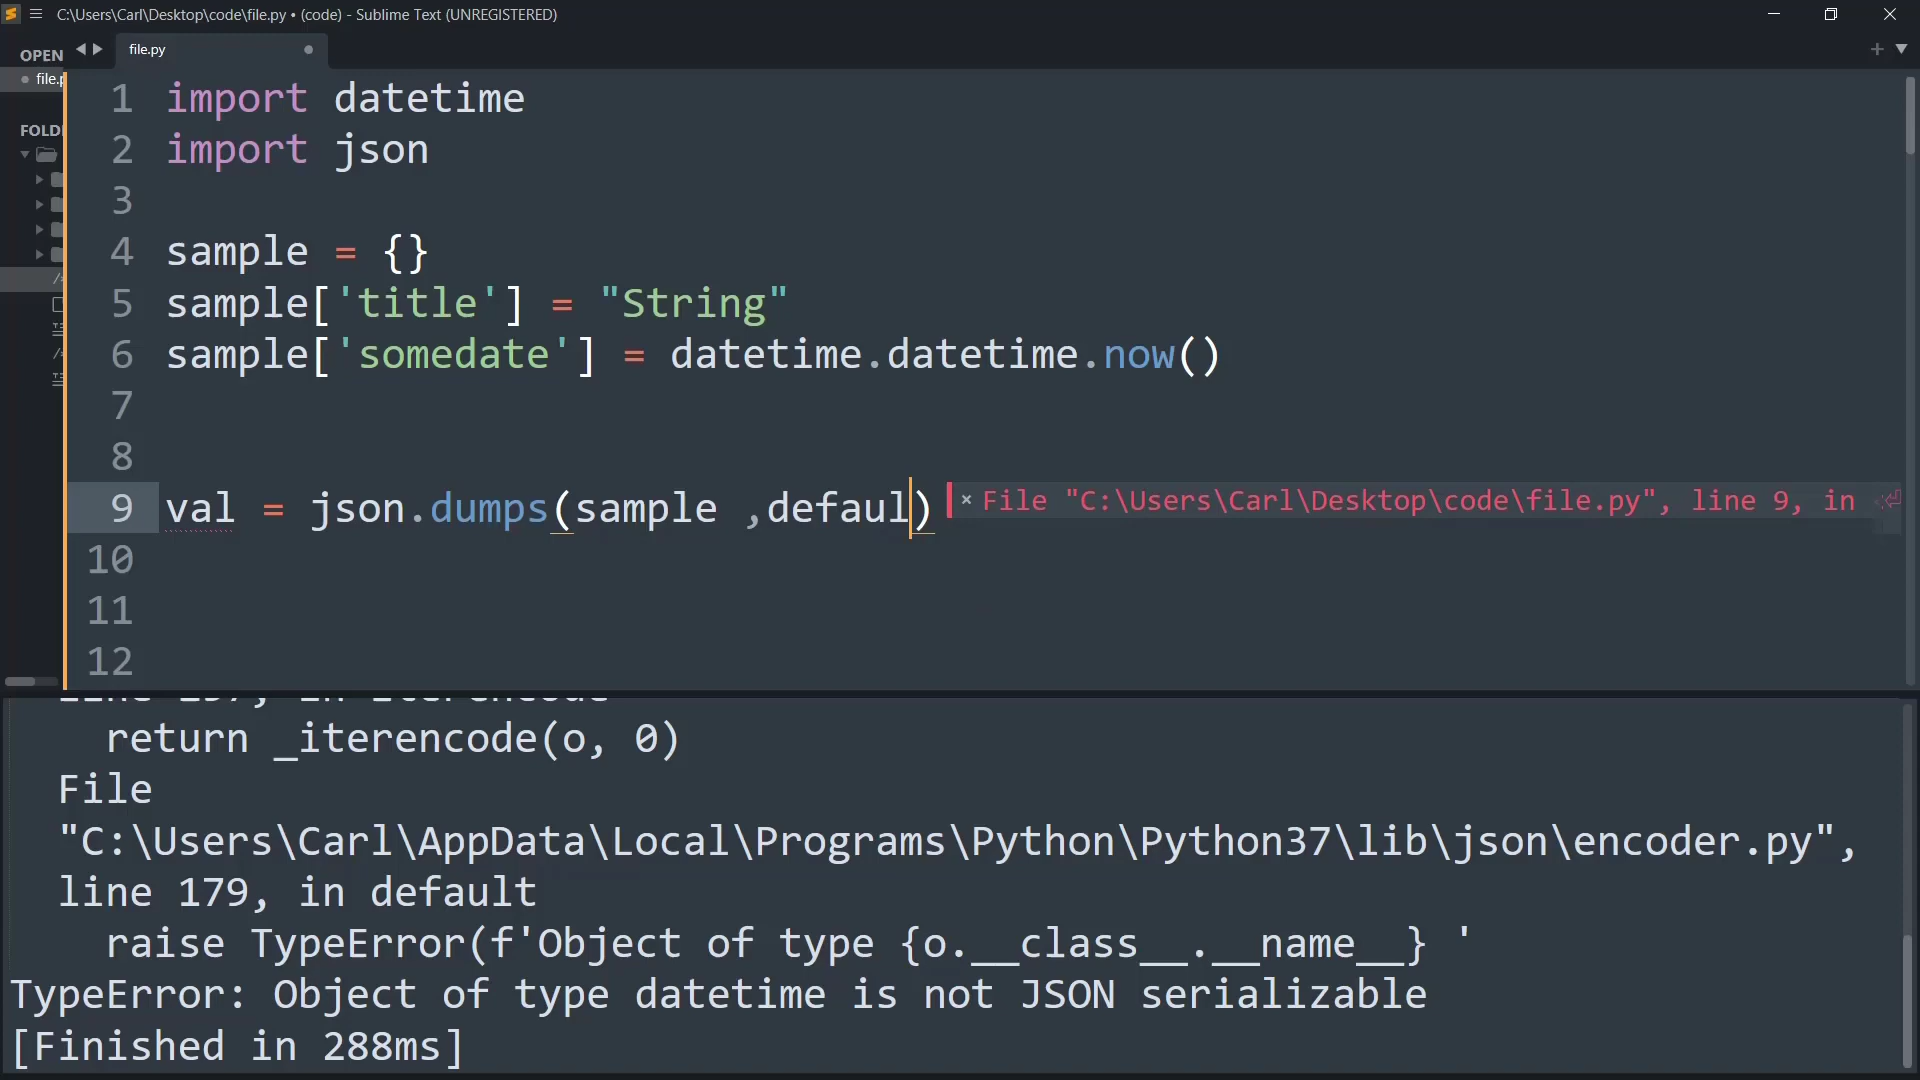 C:\Users\Carl\Desktop\code\file.py • (code) - Sublime Text (UNREGISTERED)
OPEN
file.py
file.p
FOLD
1 import datetime
2 import json
3
4 sample = {}
5 sample['title'] = "String"
6 sample['somedate'] = datetime.datetime.now()
7
8
9 val = json.dumps(sample ,defaul) × File "C:\Users\Carl\Desktop\code\file.py", line 9, in
10
11
12
return _iterencode(o, 0)
File
"C:\Users\Carl\AppData\Local\Programs\Python\Python37\lib\json\encoder.py",
line 179, in default
raise TypeError(f'Object of type {o.__class__.__name__} '
TypeError: Object of type datetime is not JSON serializable
[Finished in 288ms]